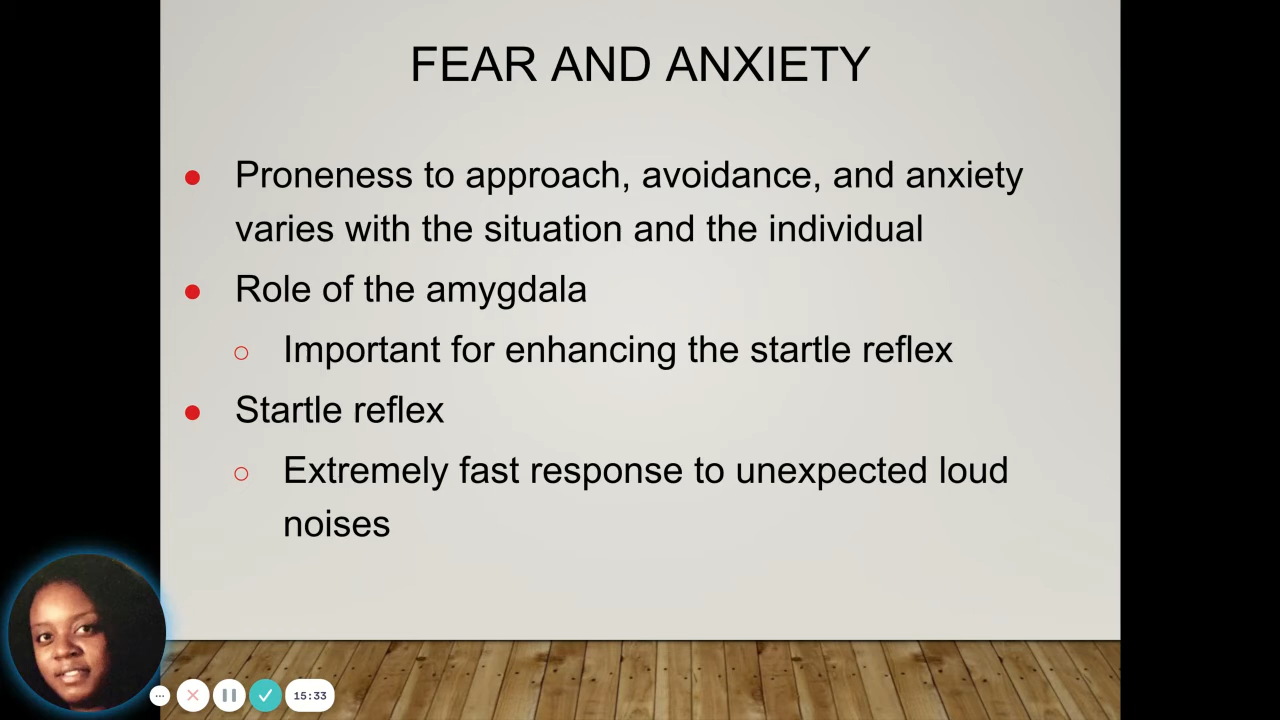 FEAR AND ANXIETY
● Proneness to approach, avoidance, and anxiety
varies with the situation and the individual
● Role of the amygdala
○ Important for enhancing the startle reflex
● Startle reflex
○ Extremely fast response to unexpected loud
noises
15:33